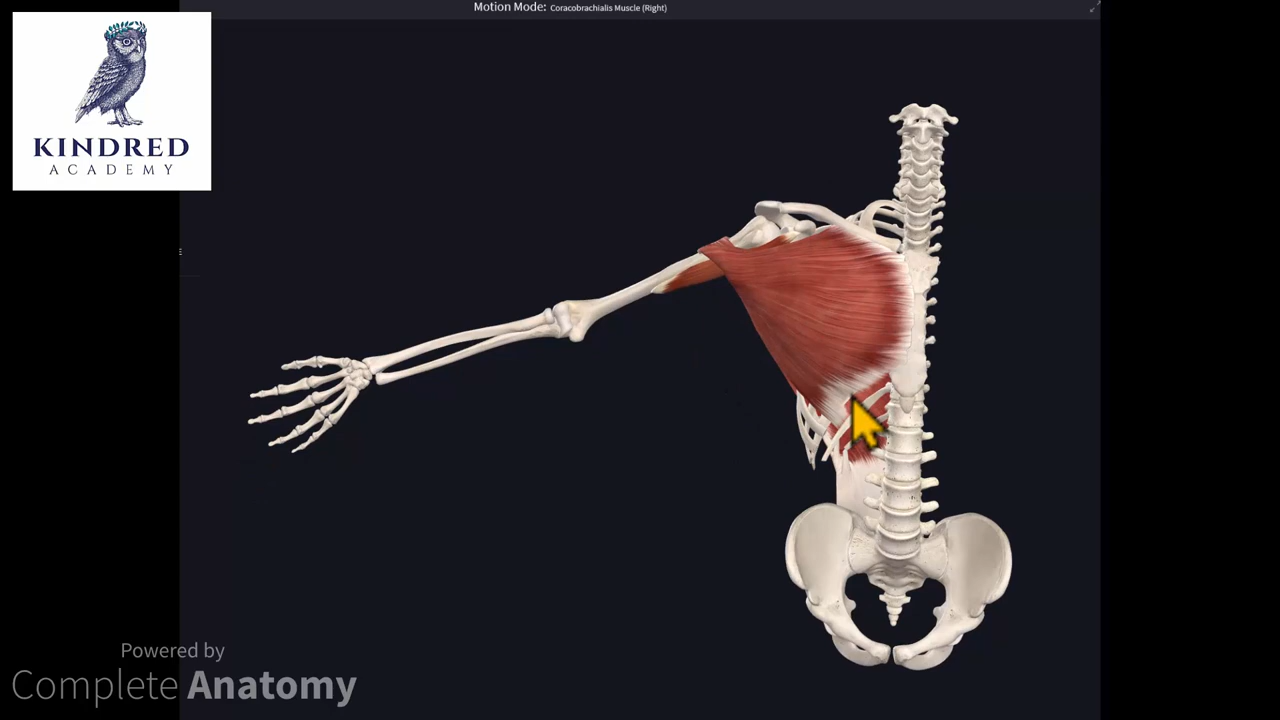 Motion Mode: Coracobrachialis Muscle (Right)
KINDRED
ACADEMY
Powered by
Complete Anatomy